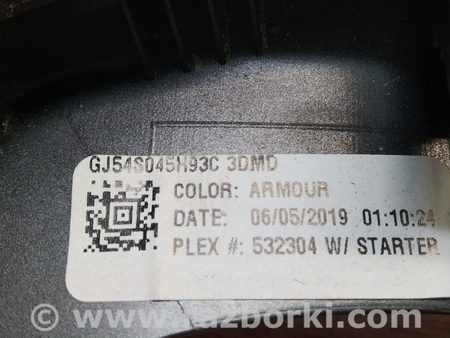 GJ54S045H93C 3DMD
COLOR: ARMOUR
DATE: 06/05/2019 01:10:24
PLEX #: 532304 W/ STARTER
© www.razborki.com